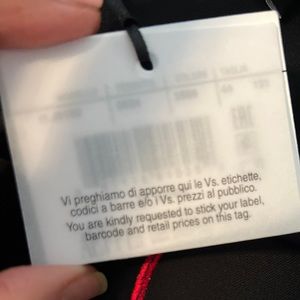 TAGLIA
Vi preghiamo di apporre qui le Vs. etichette,
codici a barre e/o i Vs. prezzi al pubblico.
You are kindly requested to stick your label,
barcode and retail prices on this tag.